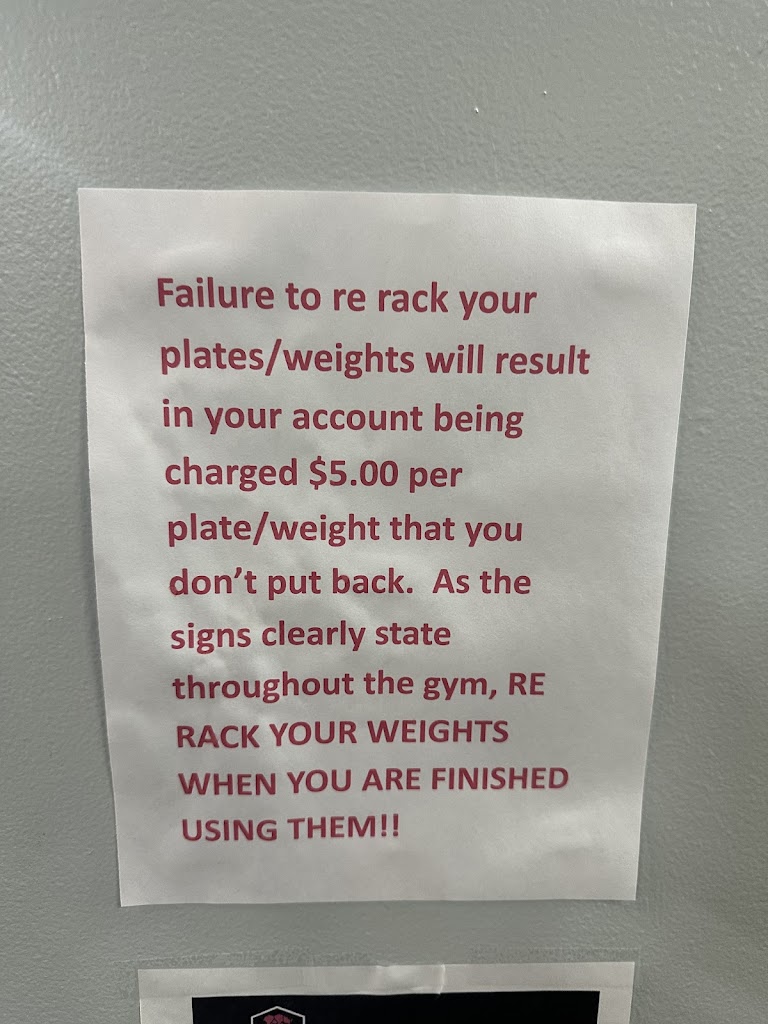 Failure to re rack your
plates/weights will result
in your account being
charged $5.00 per
plate/weight that you
don’t put back.  As the
signs clearly state
throughout the gym, RE
RACK YOUR WEIGHTS
WHEN YOU ARE FINISHED
USING THEM!!